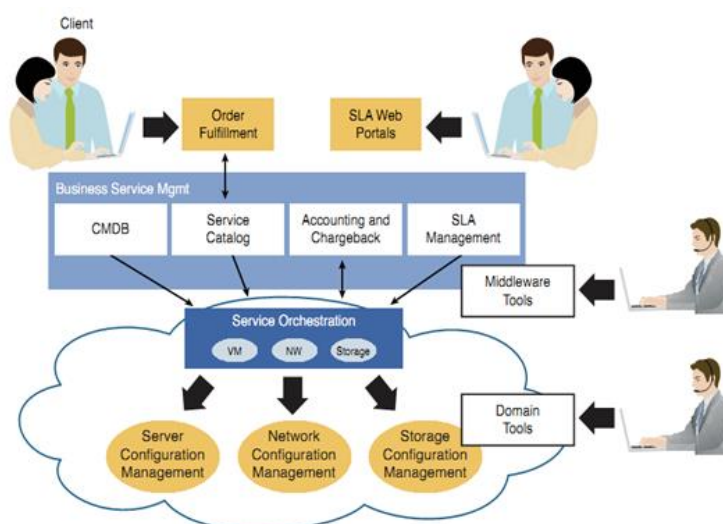 Client
Order
Fulfillment
SLA Web
Portals
Business Service Mgmt
CMDB
Service
Catalog
Accounting and
Chargeback
SLA
Management
Middleware
Tools
Service Orchestration
VM
NW
Storage
Domain
Tools
Server
Configuration
Management
Network
Configuration
Management
Storage
Configuration
Management